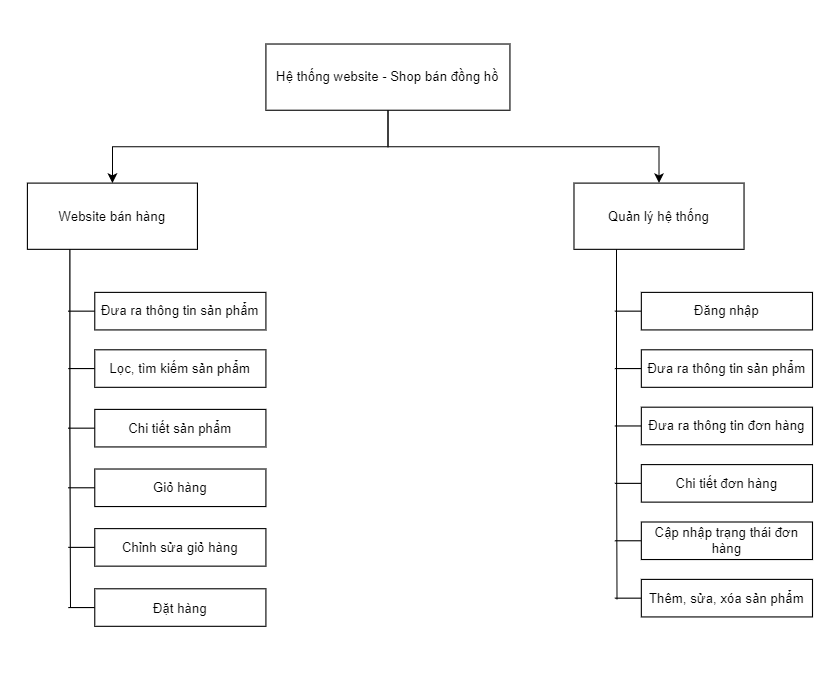 Hệ thống website - Shop bán đồng hồ
Website bán hàng
Đưa ra thông tin sản phẩm
Lọc, tìm kiếm sản phẩm
Chi tiết sản phẩm
Giỏ hàng
Chỉnh sửa giỏ hàng
Đặt hàng
Quản lý hệ thống
Đăng nhập
Đưa ra thông tin sản phẩm
Đưa ra thông tin đơn hàng
Chi tiết đơn hàng
Cập nhập trạng thái đơn
hàng
Thêm, sửa, xóa sản phẩm